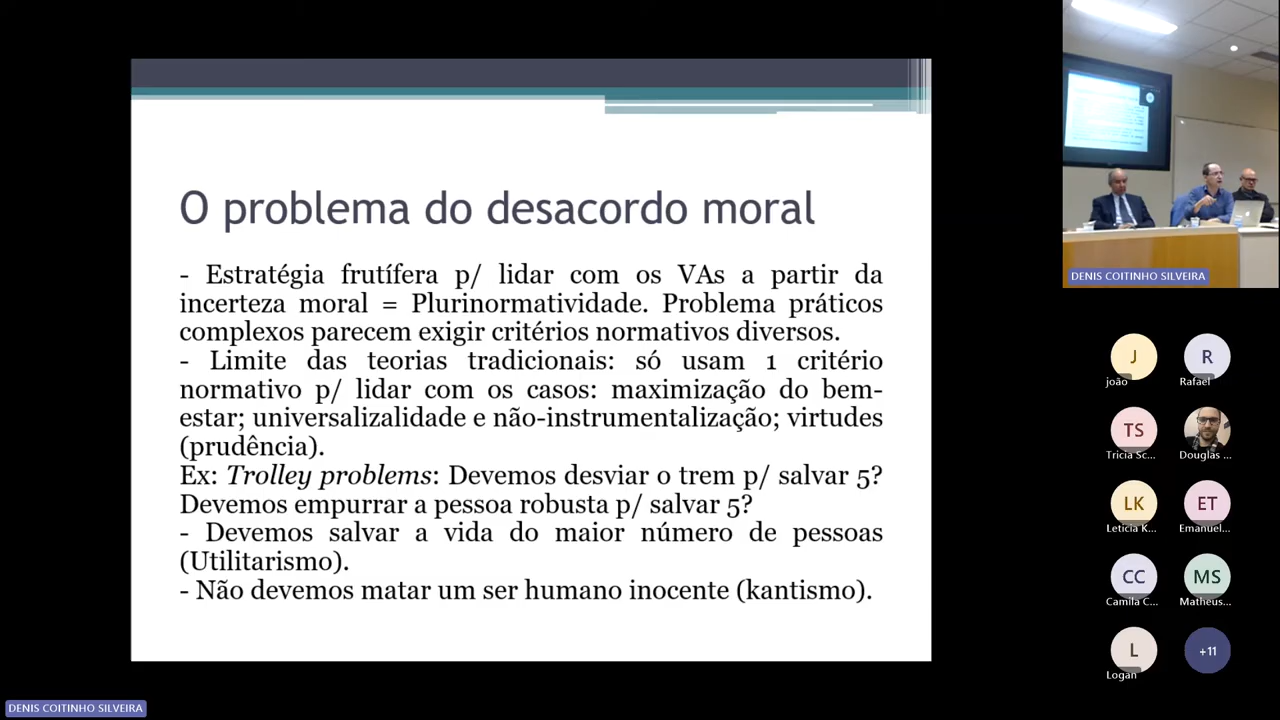 O problema do desacordo moral
- Estratégia frutífera p/ lidar com os VAs a partir da
incerteza moral = Plurinormatividade. Problema práticos
complexos parecem exigir critérios normativos diversos.
- Limite das teorias tradicionais: só usam 1 critério
normativo p/ lidar com os casos: maximização do bem-
estar; universalizalidade e não-instrumentalização; virtudes
(prudência).
Ex: Trolley problems: Devemos desviar o trem p/ salvar 5?
Devemos empurrar a pessoa robusta p/ salvar 5?
- Devemos salvar a vida do maior número de pessoas
(Utilitarismo).
- Não devemos matar um ser humano inocente (kantismo).
DENIS COITINHO SILVEIRA
J
joão
R
Rafael
TS
Tricia Sc...
Douglas ...
LK
Leticia K...
ET
Emanuel...
CC
Camila C...
MS
Matheus...
L
Logan
+11
DENIS COITINHO SILVEIRA